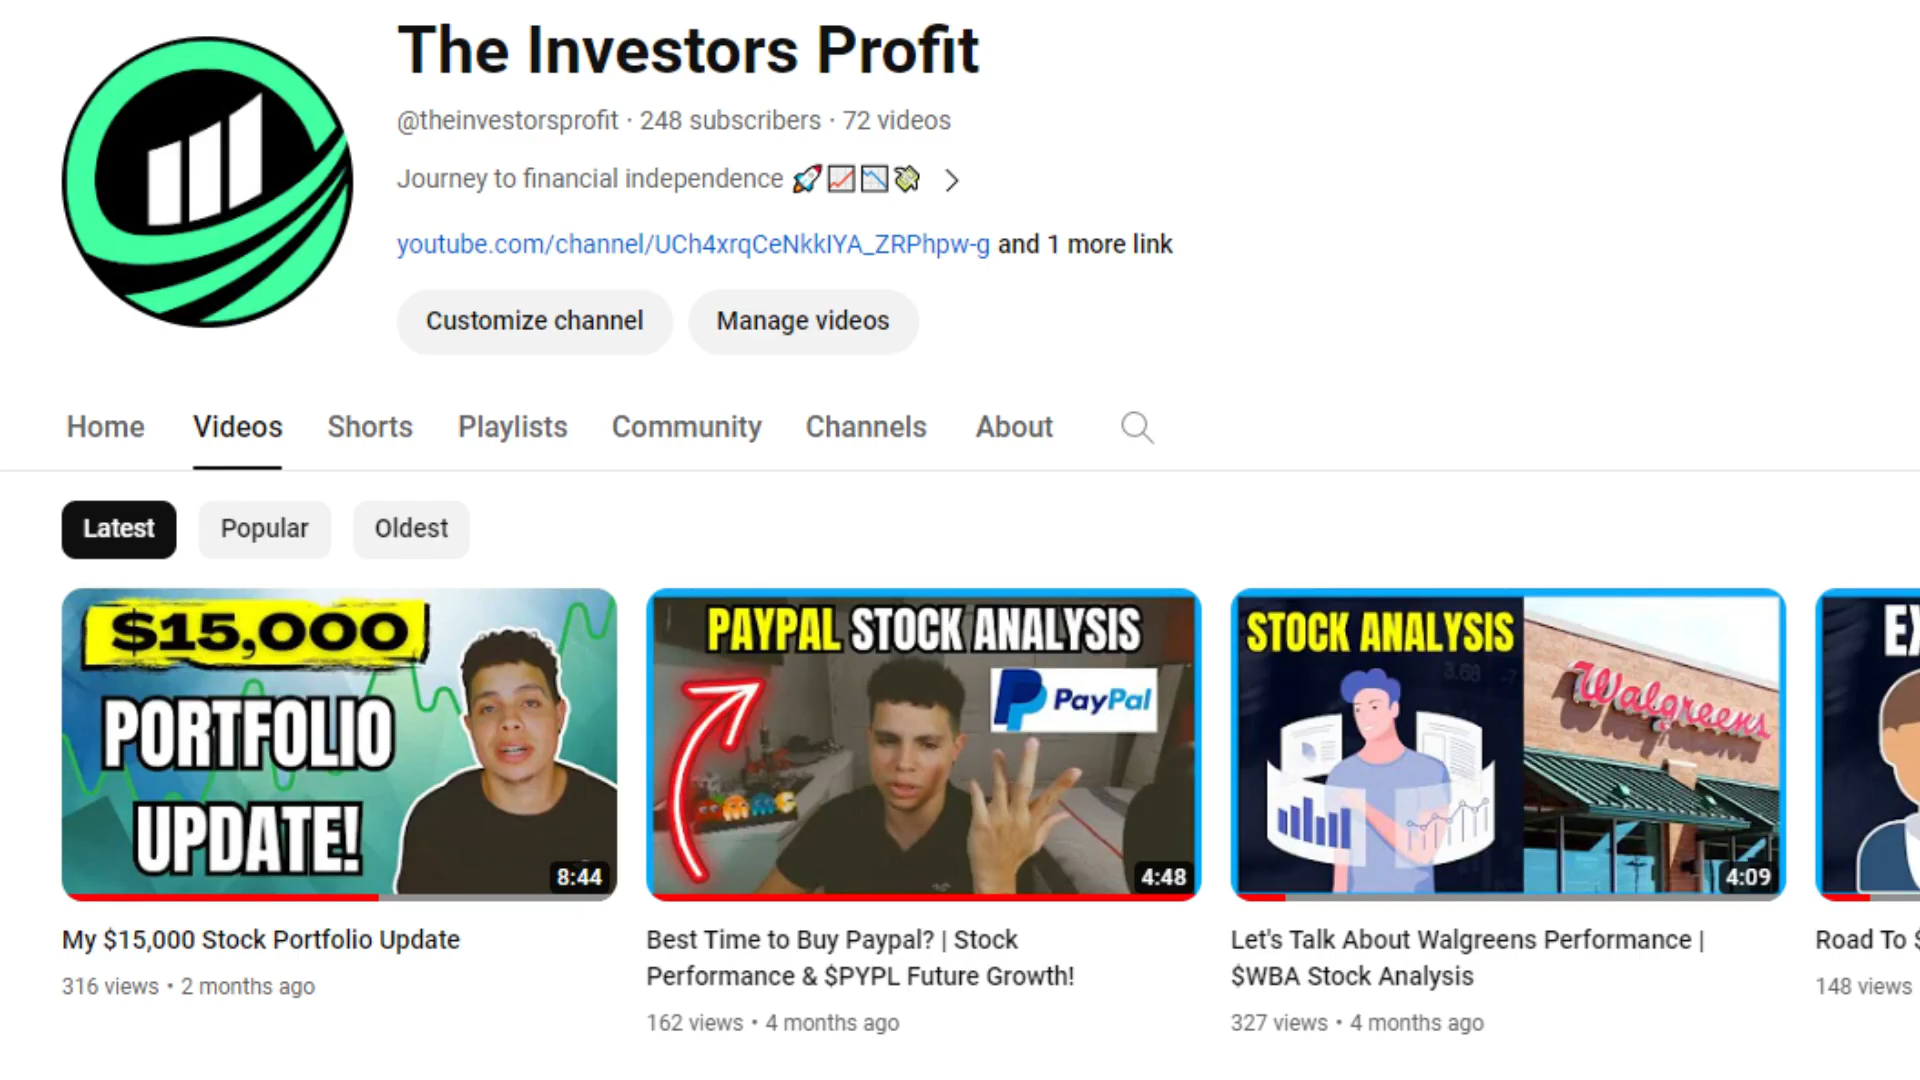 The Investors Profit
@theinvestorsprofit · 248 subscribers · 72 videos
Journey to financial independence 🚀📈📉💸
youtube.com/channel/UCh4xrqCeNkkIYA_ZRPhpw-g and 1 more link
Customize channel
Manage videos
Home
Videos
Shorts
Playlists
Community
Channels
About
Latest
Popular
Oldest
$15,000
PORTFOLIO
UPDATE!
8:44
PAYPAL STOCK ANALYSIS
PayPal
4:48
STOCK ANALYSIS
3.68
Walgreens
4:09
My $15,000 Stock Portfolio Update
316 views • 2 months ago
Best Time to Buy Paypal? | Stock
Performance & $PYPL Future Growth!
162 views • 4 months ago
Let's Talk About Walgreens Performance |
$WBA Stock Analysis
327 views • 4 months ago
Road To
148 views